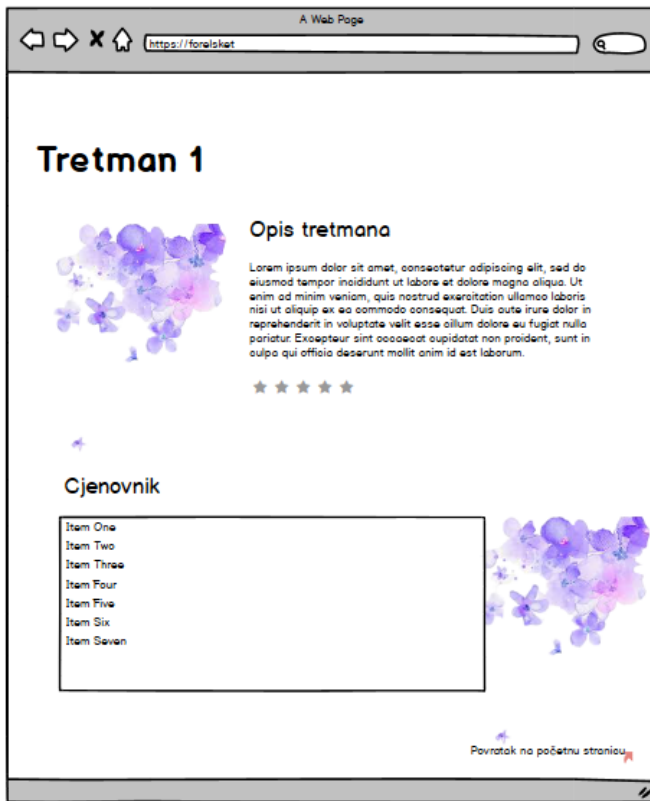 A Web Page
https://forelsket
Tretman 1
Opis tretmana
Lorem ipsum dolor sit amet, consectetur adipiscing elit, sed do
eiusmod tempor incididunt ut labore et dolore magna aliqua. Ut
enim ad minim veniam, quis nostrud exercitation ullamco laboris
nisi ut aliquip ex ea commodo consequat. Duis aute irure dolor in
reprehenderit in voluptate velit esse cillum dolore eu fugiat nulla
pariatur. Excepteur sint occaecat cupidatat non proident, sunt in
culpa qui officia deserunt mollit anim id est laborum.
Cjenovnik
Item One
Item Two
Item Three
Item Four
Item Five
Item Six
Item Seven
Povratak na početnu stranicu